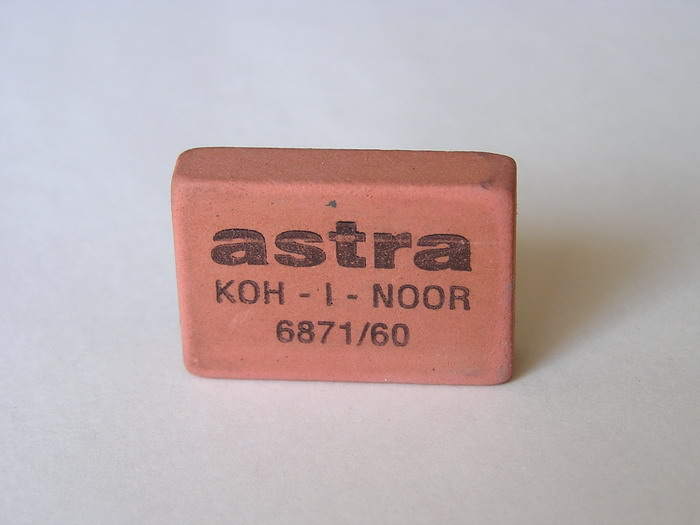 astra
KOH - I - NOOR
6871/60